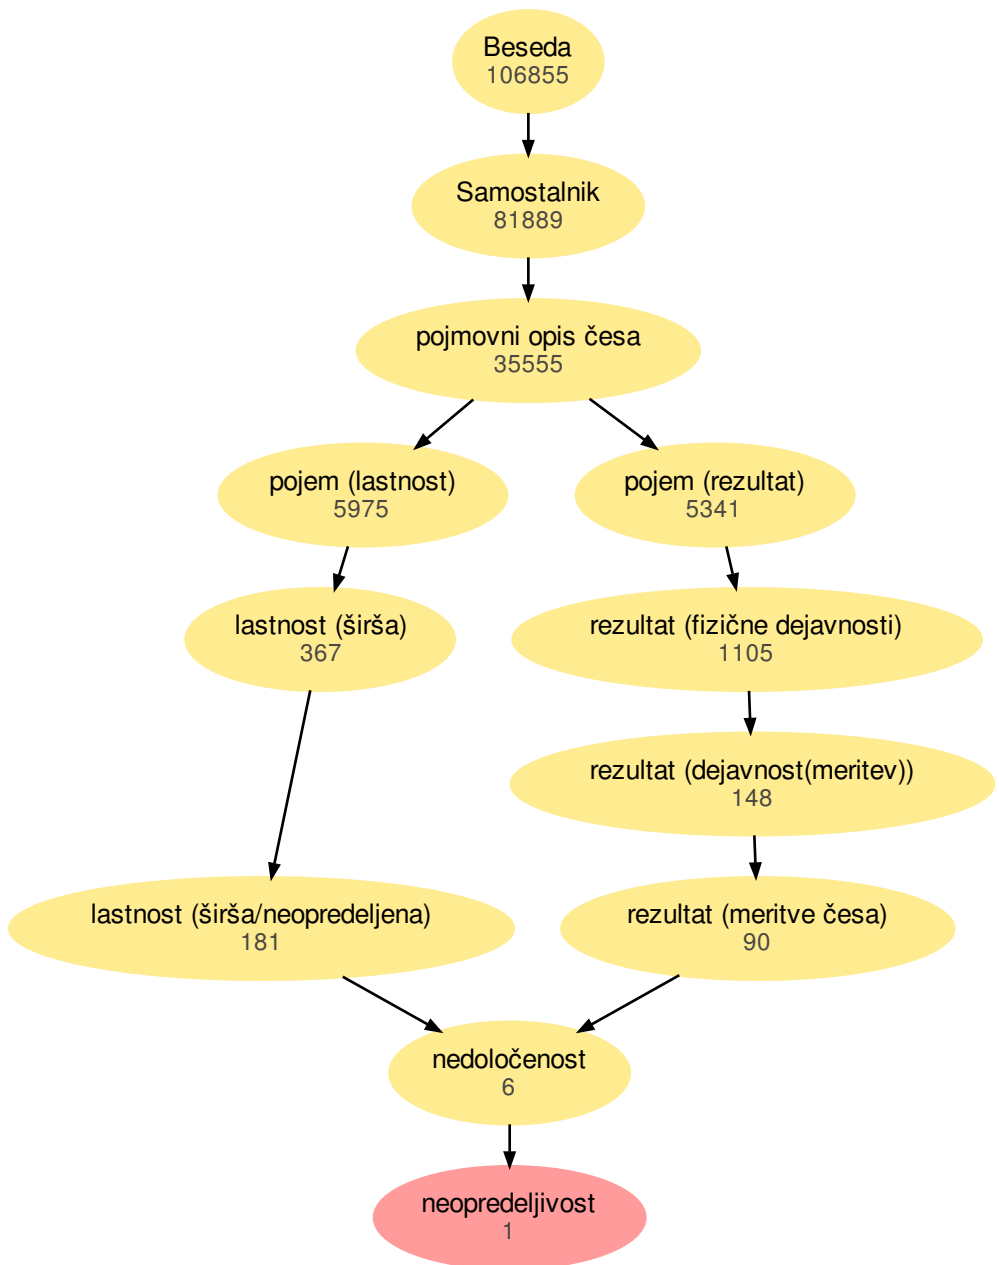 Beseda
106855
Samostalnik
81889
pojmovni opis česa
35555
pojem (lastnost)
5975
pojem (rezultat)
5341
lastnost (širša)
367
rezultat (fizične dejavnosti)
1105
rezultat (dejavnost(meritev))
148
lastnost (širša/neopredeljena)
181
rezultat (meritve česa)
90
nedoločenost
6
neopredeljivost
1